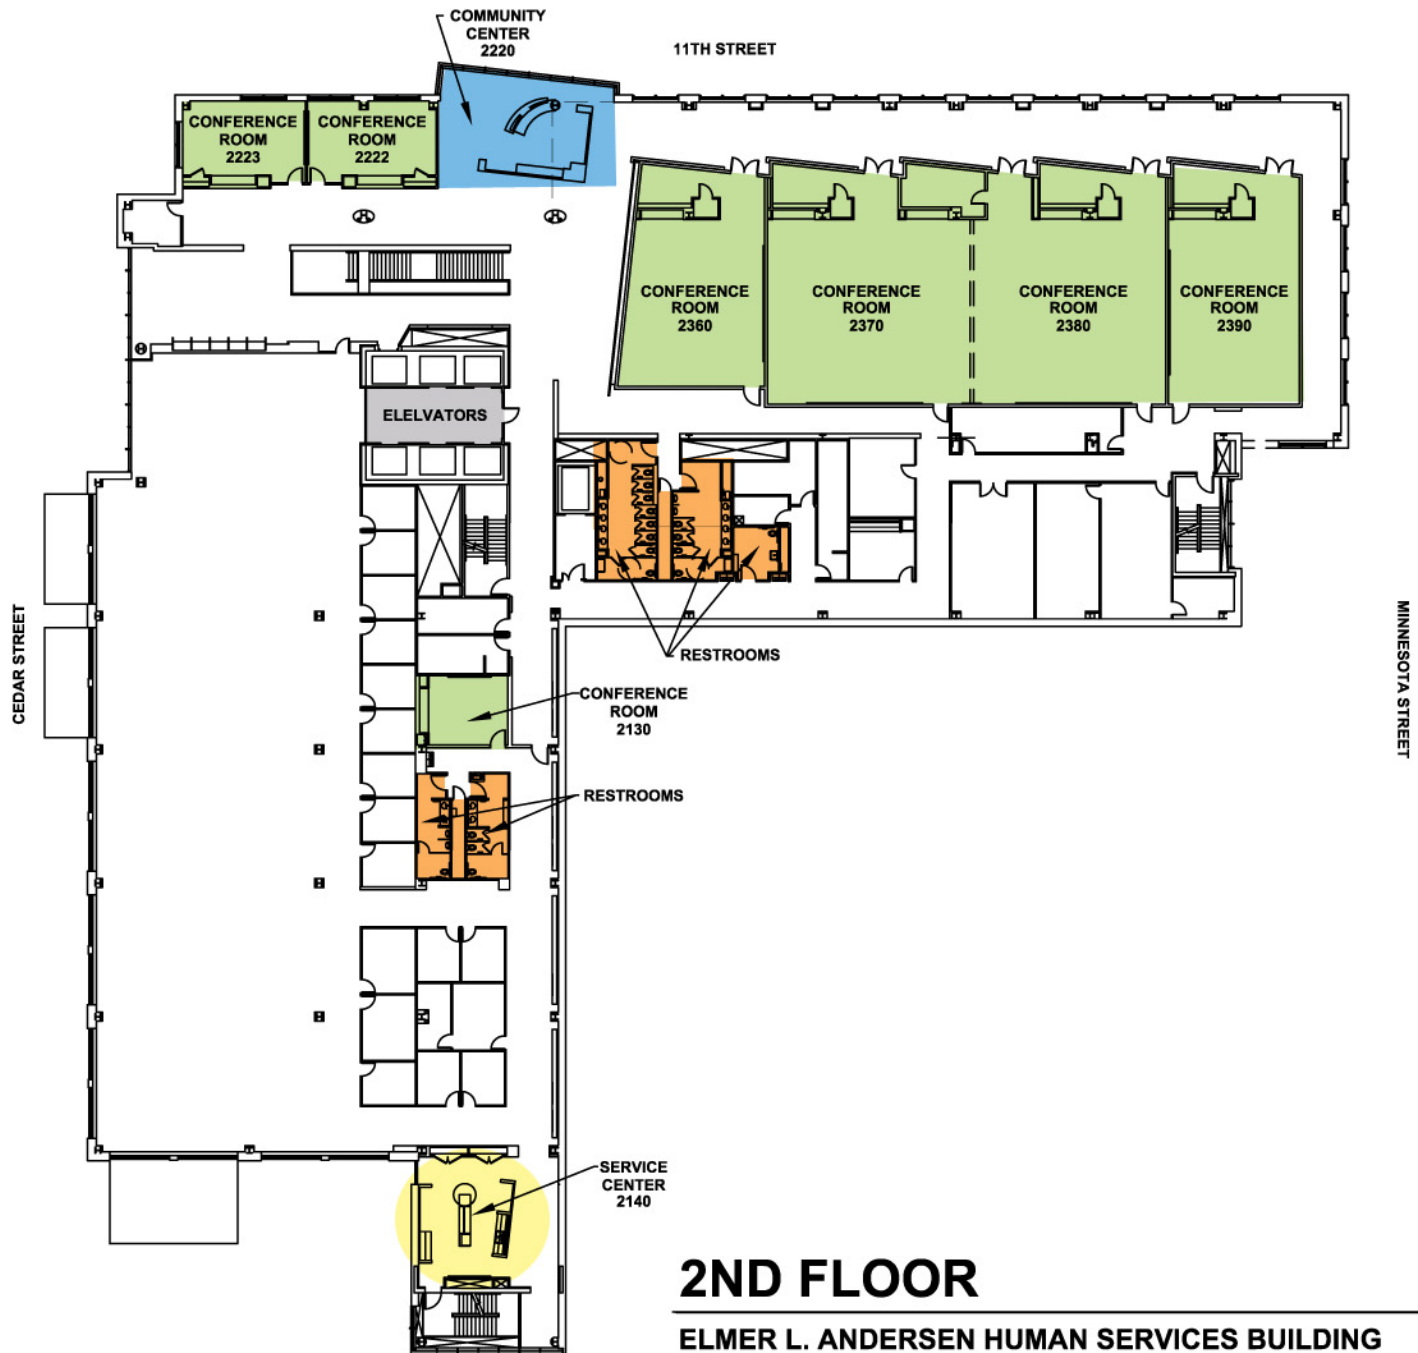 COMMUNITY
CENTER
2220
11TH STREET
CONFERENCE
ROOM
2223
CONFERENCE
ROOM
2222
CONFERENCE
ROOM
2360
CONFERENCE
ROOM
2370
CONFERENCE
ROOM
2380
CONFERENCE
ROOM
2390
ELELVATORS
CEDAR STREET
MINNESOTA STREET
RESTROOMS
CONFERENCE
ROOM
2130
RESTROOMS
SERVICE
CENTER
2140
2ND FLOOR
ELMER L. ANDERSEN HUMAN SERVICES BUILDING